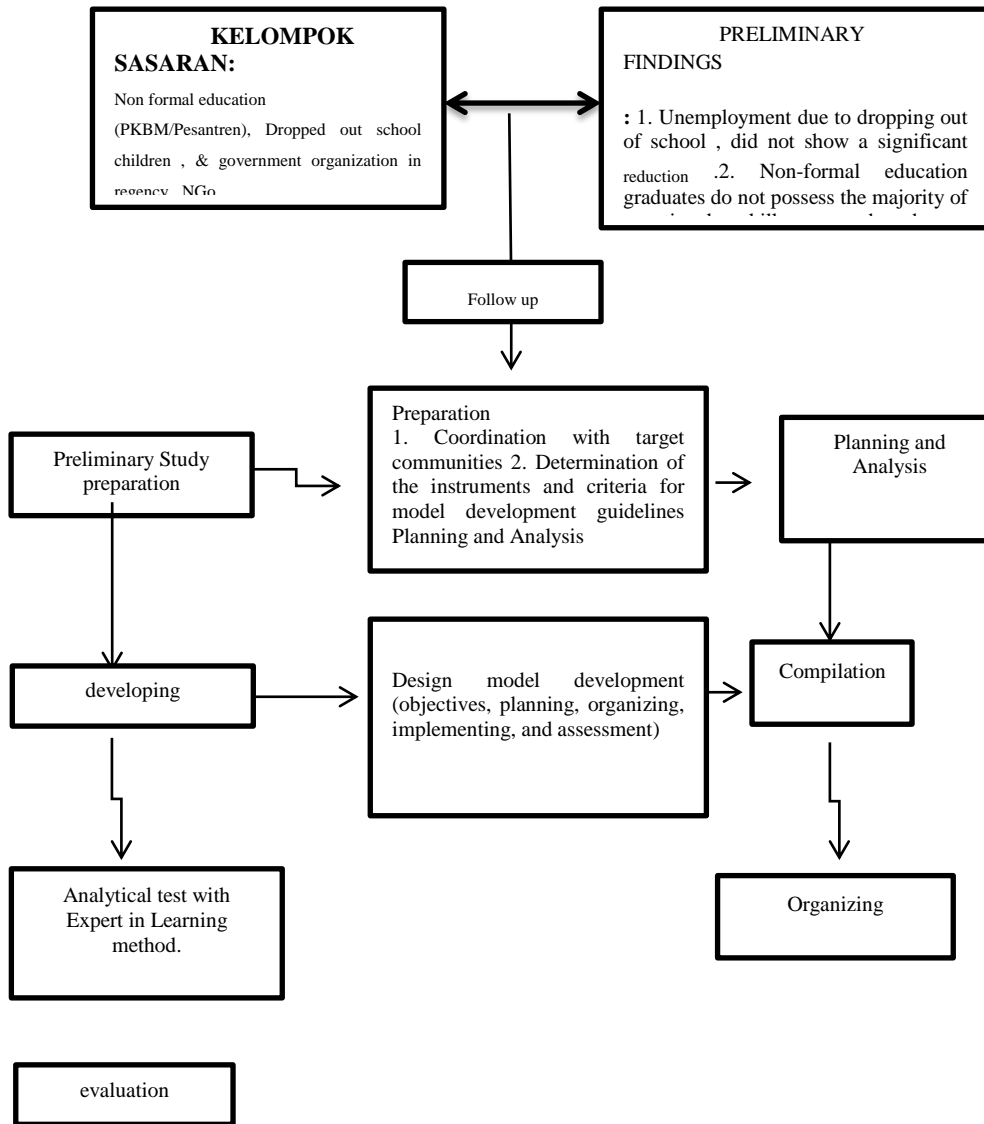 KELOMPOK
SASARAN:
Non formal education
(PKBM/Pesantren), Dropped out school
children , & government organization in
regency NGo
PRELIMINARY
FINDINGS
: 1. Unemployment due to dropping out
of school , did not show a significant
reduction .2. Non-formal education
graduates do not possess the majority of
Follow up
Preliminary Study
preparation
Preparation
1. Coordination with target
communities 2. Determination of
the instruments and criteria for
model development guidelines
Planning and Analysis
Planning and
Analysis
developing
Design model development
(objectives, planning, organizing,
implementing, and assessment)
Compilation
Analytical test with
Expert in Learning
method.
Organizing
evaluation